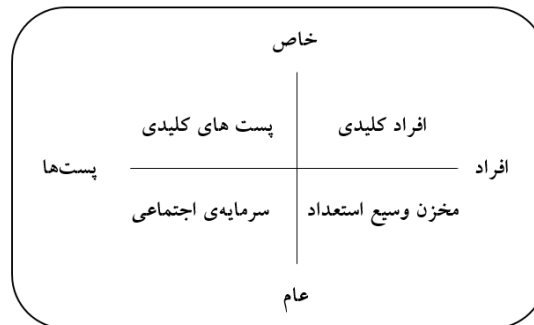 خاص
افراد کلیدی
پست های کلیدی
افراد
پست‌ها
مخزن وسیع استعداد
سرمایه‌ی اجتماعی
عام